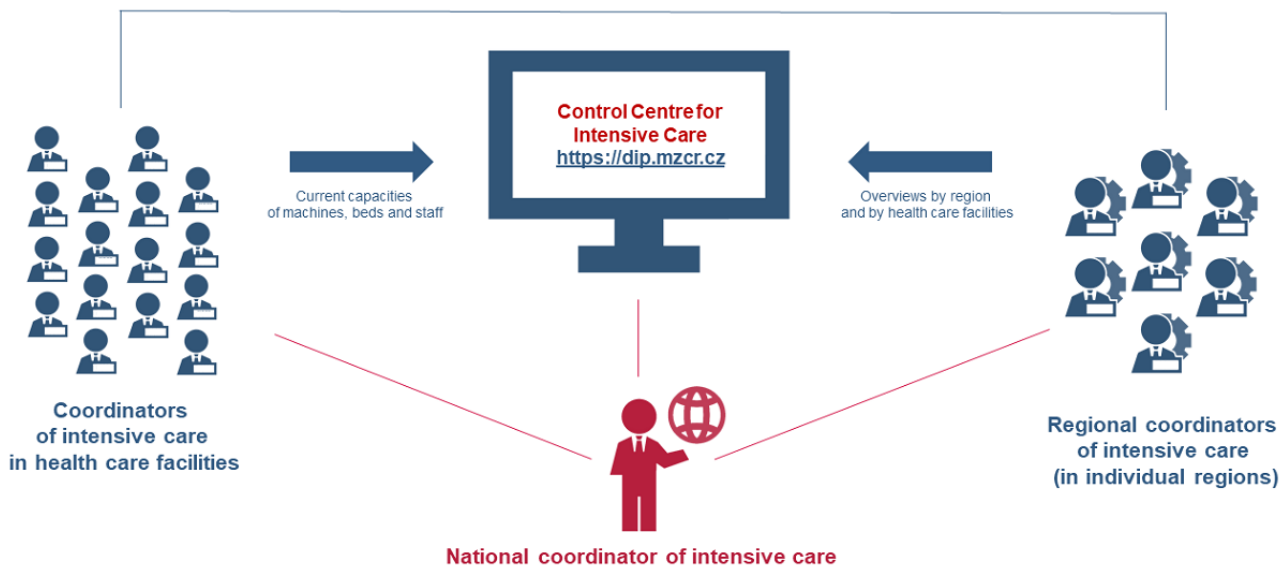 Control Centre for
Intensive Care
https://dip.mzcr.cz
Current capacities
of machines, beds and staff
Overviews by region
and by health care facilities
Coordinators
of intensive care
in health care facilities
Regional coordinators
of intensive care
(in individual regions)
National coordinator of intensive care